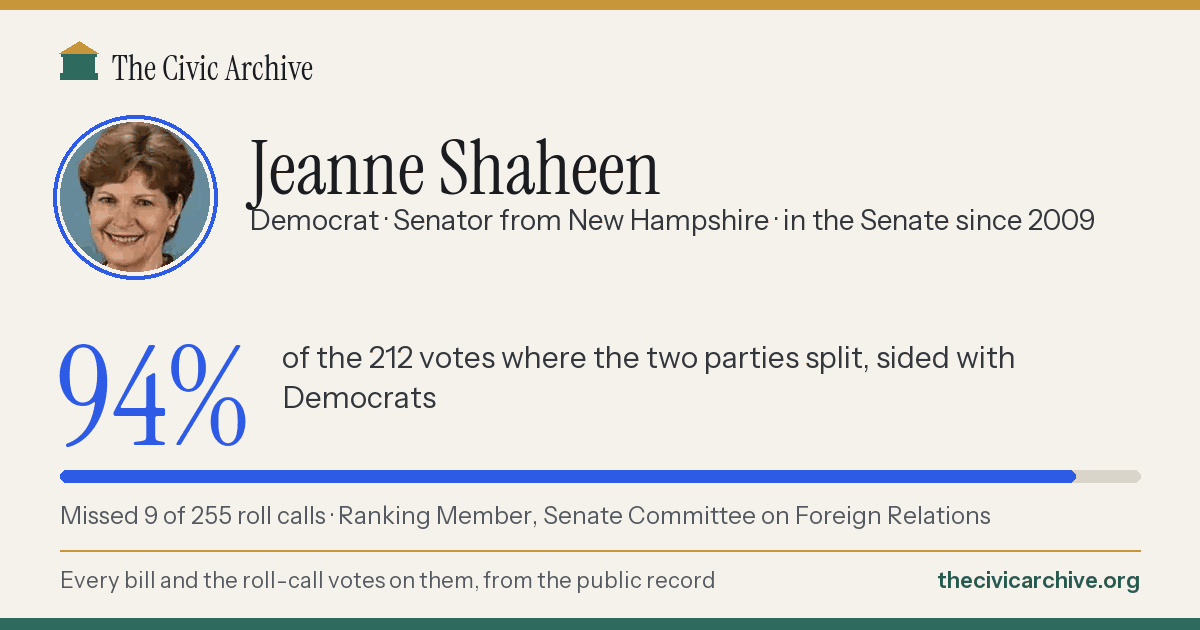 The Civic Archive
Jeanne Shaheen
Democrat · Senator from New Hampshire · in the Senate since 2009
94%
of the 212 votes where the two parties split, sided with
Democrats
Missed 9 of 255 roll calls · Ranking Member, Senate Committee on Foreign Relations
Every bill and the roll-call votes on them, from the public record
thecivicarchive.org